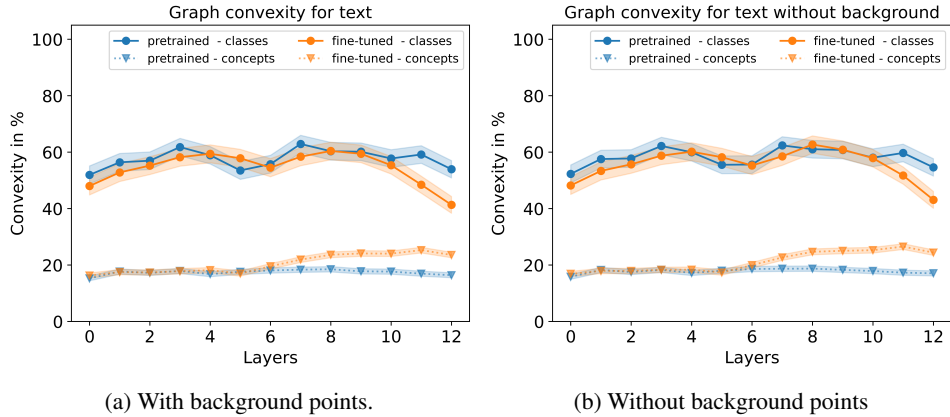 Graph convexity for text
100
80
60
40
20
0
Convexity in %
pretrained - classes
pretrained - concepts
fine-tuned - classes
fine-tuned - concepts
0 2 4 6 8 10 12
Layers
(a) With background points.
Graph convexity for text without background
100
80
60
40
20
0
Convexity in %
pretrained - classes
pretrained - concepts
fine-tuned - classes
fine-tuned - concepts
0 2 4 6 8 10 12
Layers
(b) Without background points